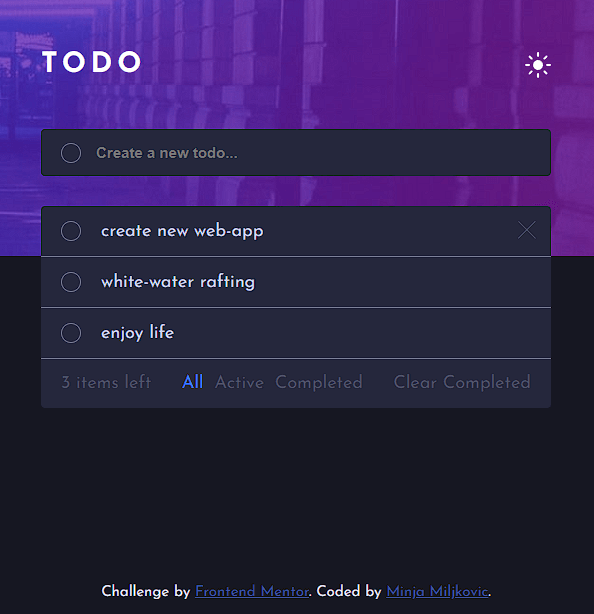 TODO
Create a new todo...
create new web-app
white-water rafting
enjoy life
3 items left All Active Completed Clear Completed
Challenge by Frontend Mentor. Coded by Minja Miljkovic.